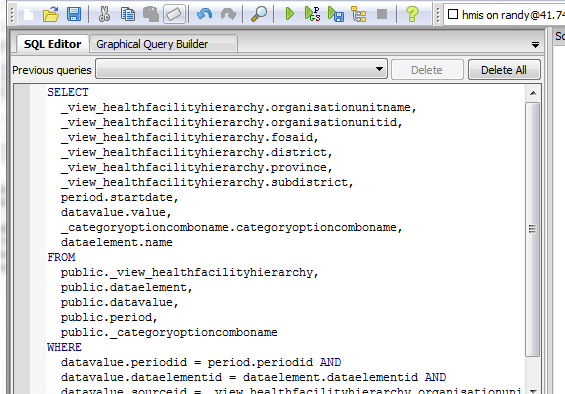 hmis on randy@41.74
SQL Editor
Graphical Query Builder
Previous queries
Delete
Delete All
SELECT
_view_healthfacilityhierarchy.organisationunitname,
_view_healthfacilityhierarchy.organisationunitid,
_view_healthfacilityhierarchy.fosaid,
_view_healthfacilityhierarchy.district,
_view_healthfacilityhierarchy.province,
_view_healthfacilityhierarchy.subdistrict,
period.startdate,
datavalue.value,
_categoryoptioncomboname.categoryoptioncomboname,
dataelement.name
FROM
public._view_healthfacilityhierarchy,
public.dataelement,
public.datavalue,
public.period,
public._categoryoptioncomboname
WHERE
datavalue.periodid = period.periodid AND
datavalue.dataelementid = dataelement.dataelementid AND
datavalue.sourceid = _view_healthfacilityhierarchy.organisationuni